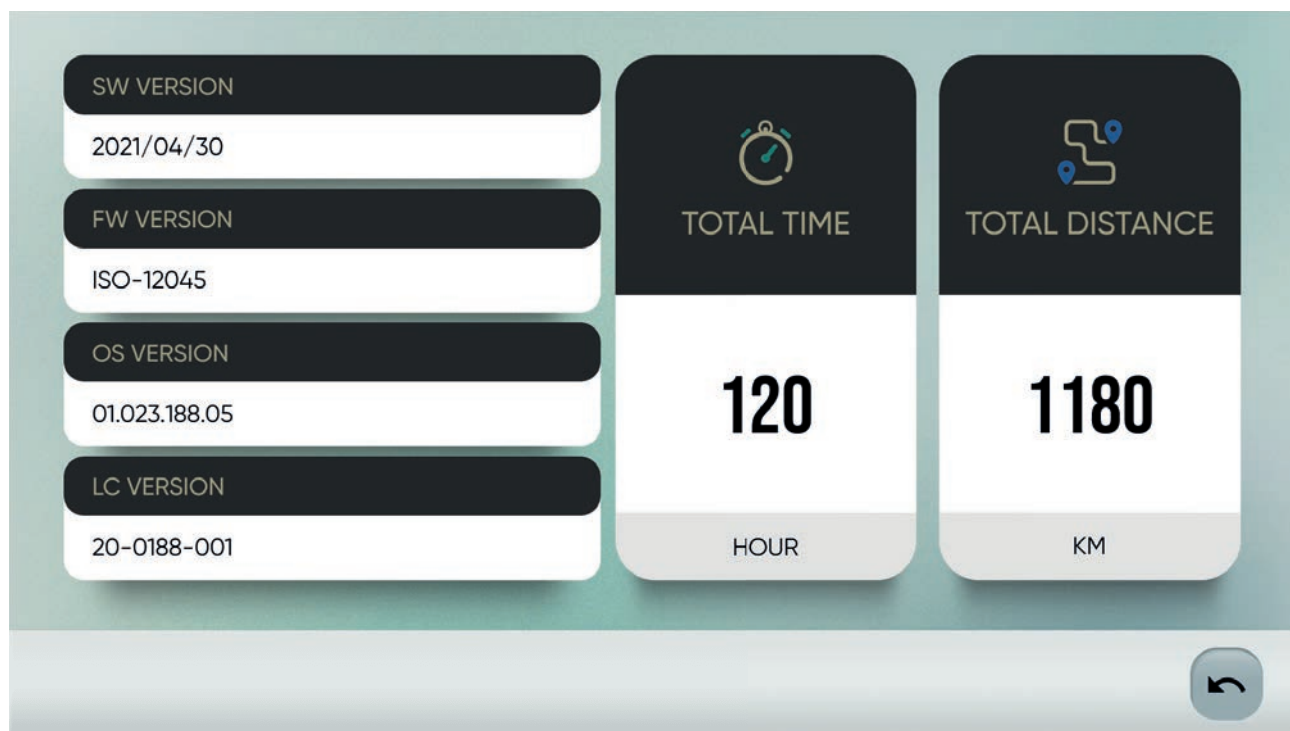 SW VERSION
2021/04/30
FW VERSION
ISO-12045
OS VERSION
01.023.188.05
LC VERSION
20-0188-001
TOTAL TIME
120
HOUR
TOTAL DISTANCE
1180
KM